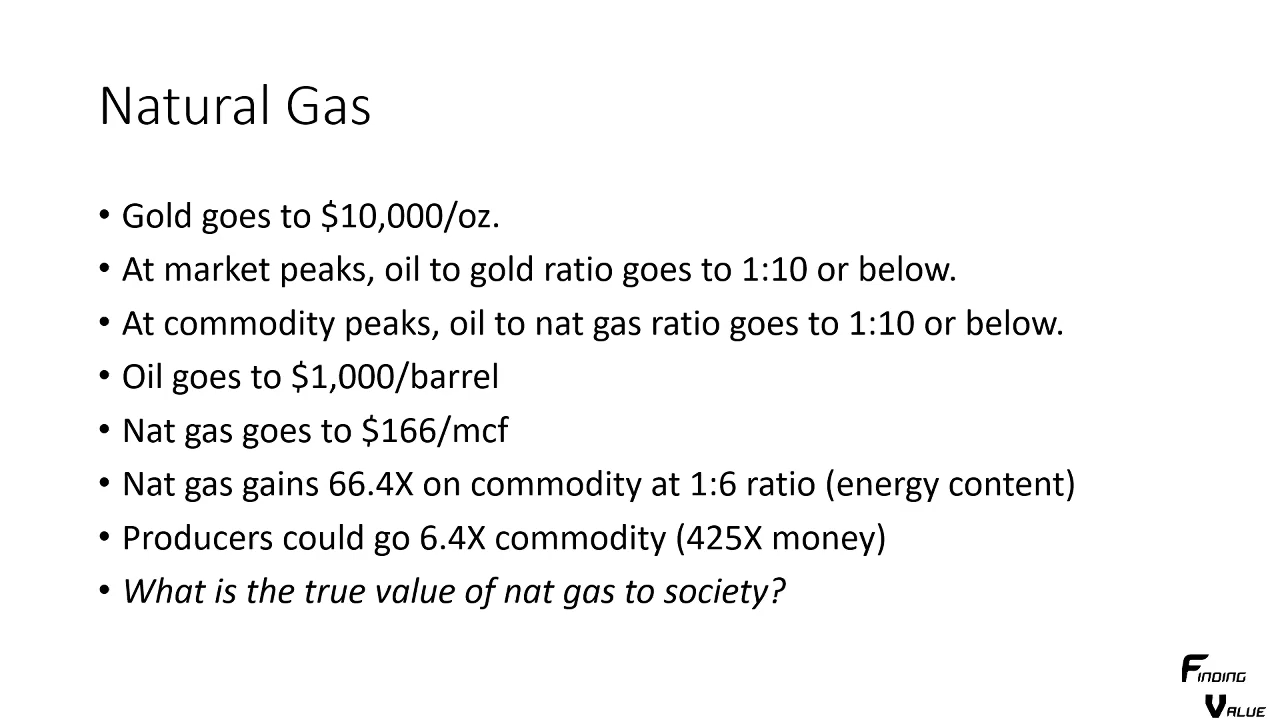 Natural Gas
• Gold goes to $10,000/oz.
• At market peaks, oil to gold ratio goes to 1:10 or below.
• At commodity peaks, oil to nat gas ratio goes to 1:10 or below.
• Oil goes to $1,000/barrel
• Nat gas goes to $166/mcf
• Nat gas gains 66.4X on commodity at 1:6 ratio (energy content)
• Producers could go 6.4X commodity (425X money)
• What is the true value of nat gas to society?
Finding
Value